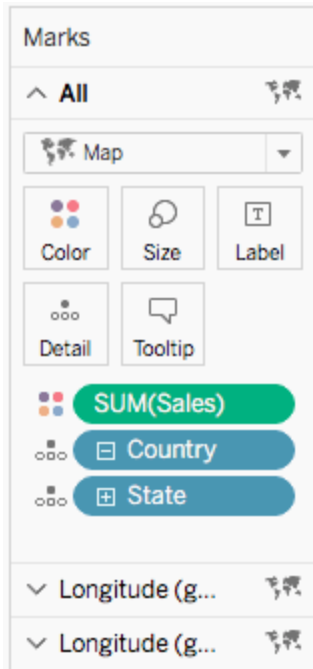 Marks
All
Map
Color Size Label
Detail Tooltip
SUM(Sales)
Country
State
Longitude (g...
Longitude (g...